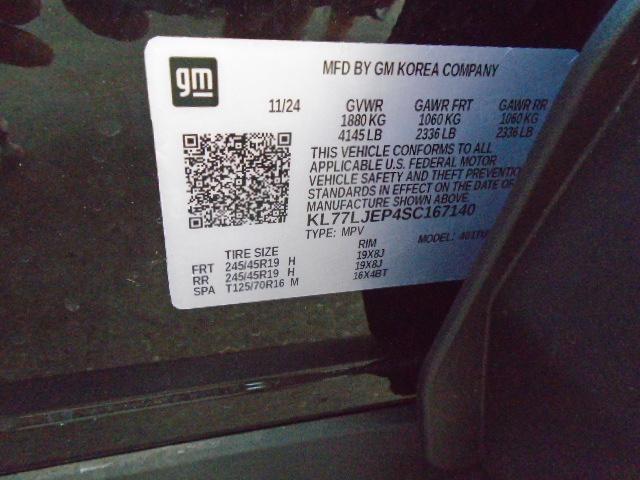 gm
MFD BY GM KOREA COMPANY
11/24 GVWR GAWR FRT GAWR RR
1880 KG 1060 KG 1060 KG
4145 LB 2336 LB 2336 LB
THIS VEHICLE CONFORMS TO ALL
APPLICABLE U.S. FEDERAL MOTOR
VEHICLE SAFETY AND THEFT PREVENTION
STANDARDS IN EFFECT ON THE DATE OF
MANUFACTURE SHOWN ABOVE.
KL77LJEP4SC167140
TYPE: MPV MODEL:
TIRE SIZE RIM
FRT 245/45R19 H 19X8J
RR 245/45R19 H 19X8J
SPA T125/70R16 M 16X4BT